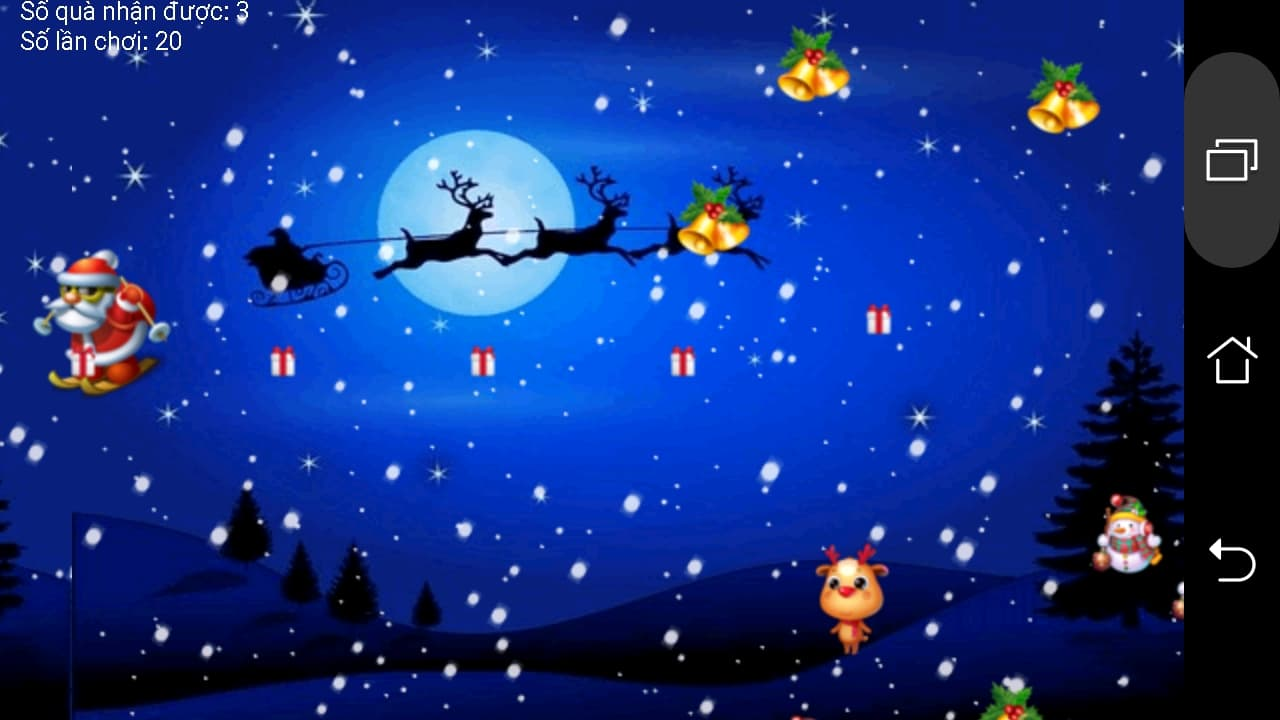 Số quà nhận được: 3
Số lần chơi: 20